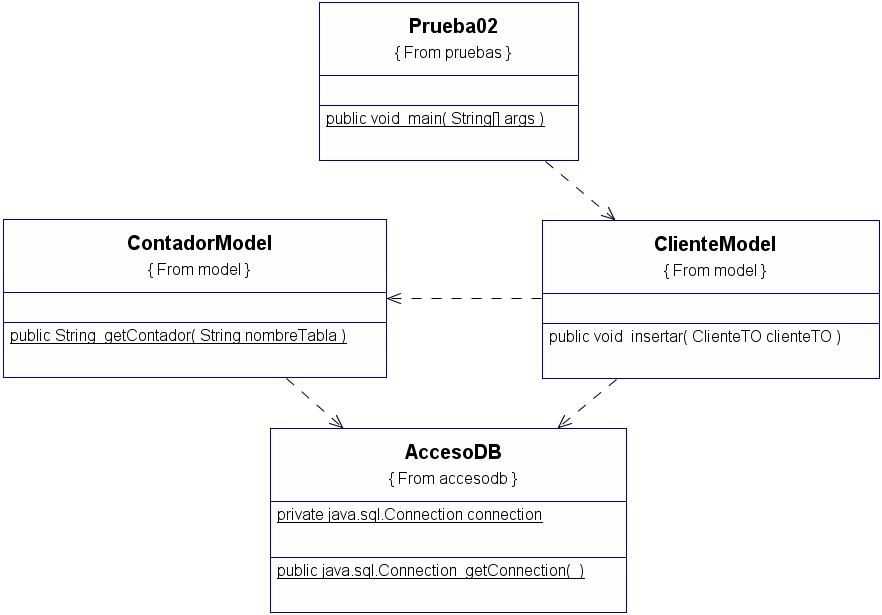 Prueba02
{ From pruebas }
public void main( String[] args )
ContadorModel
{ From model }
public String getContador( String nombreTabla )
ClienteModel
{ From model }
public void insertar( ClienteTO clienteTO )
AccesoDB
{ From accesodb }
private java.sql.Connection connection
public java.sql.Connection getConnection( )